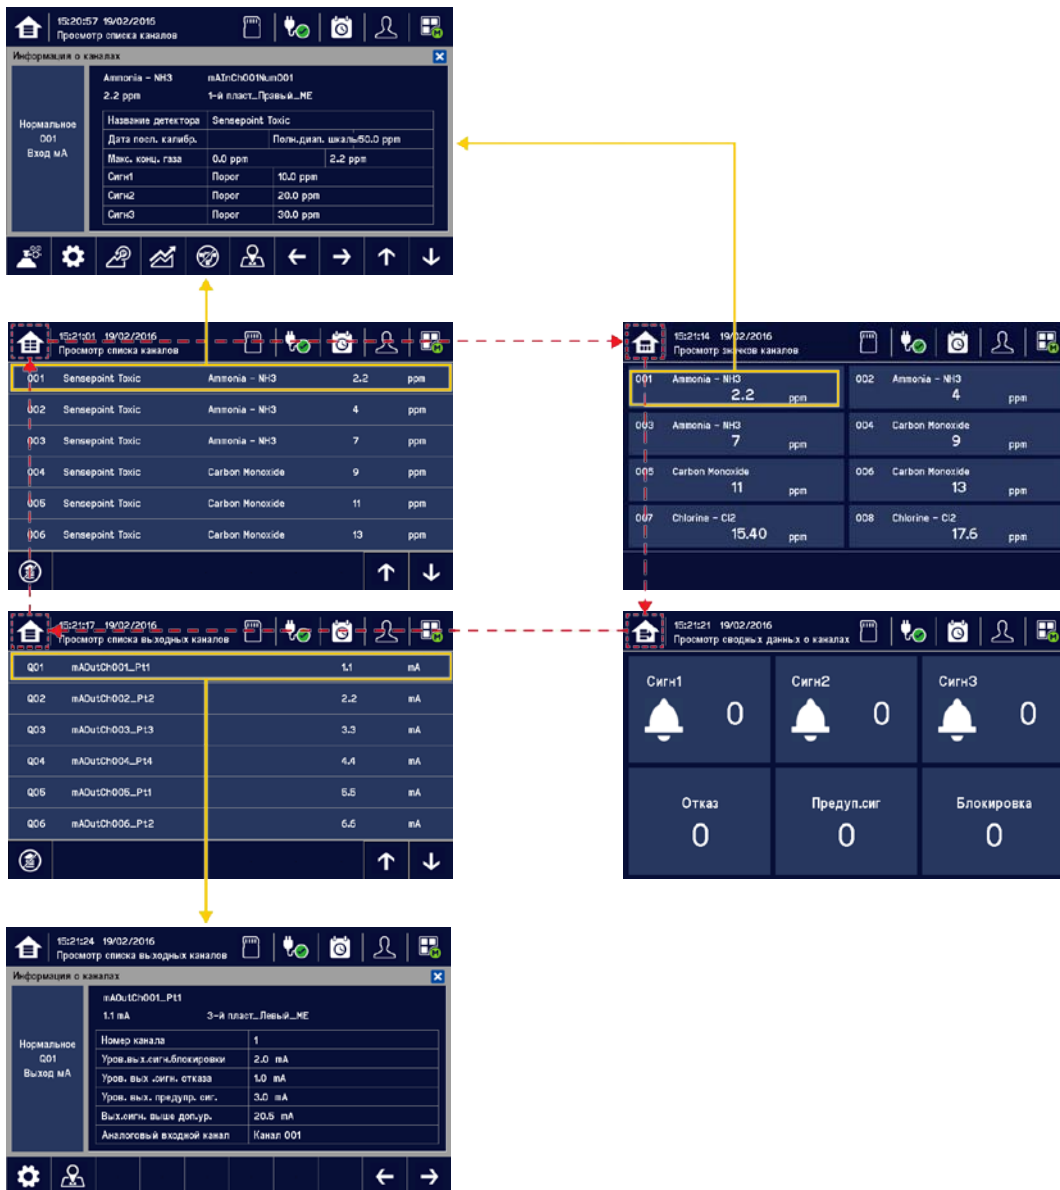 15:20:57 19/02/2016
Просмотр списка каналов
Информация о каналах
Нормальное
001
Вход мА
Ammonia - NH3 mAInCh001Num001
2.2 ppm 1-й пласт_Правый_ME
Название детектора Sensepoint Toxic
Дата посл. калибр. Полн.диап. шкалы 50.0 ppm
Макс. конц. газа 0.0 ppm 2.2 ppm
Сигн1 Порог 10.0 ppm
Сигн2 Порог 20.0 ppm
Сигн3 Порог 30.0 ppm
15:21:01 19/02/2016
Просмотр списка каналов
001 Sensepoint Toxic Ammonia - NH3 2.2 ppm
002 Sensepoint Toxic Ammonia - NH3 4 ppm
003 Sensepoint Toxic Ammonia - NH3 7 ppm
004 Sensepoint Toxic Carbon Monoxide 9 ppm
005 Sensepoint Toxic Carbon Monoxide 11 ppm
006 Sensepoint Toxic Carbon Monoxide 13 ppm
15:21:14 19/02/2016
Просмотр значков каналов
001 Ammonia - NH3
2.2 ppm
002 Ammonia - NH3
4 ppm
003 Ammonia - NH3
7 ppm
004 Carbon Monoxide
9 ppm
005 Carbon Monoxide
11 ppm
006 Carbon Monoxide
13 ppm
007 Chlorine - Cl2
15.40 ppm
008 Chlorine - Cl2
17.6 ppm
15:21:17 19/02/2016
Просмотр списка выходных каналов
Q01 mAOutCh001_Pt1 1.1 mA
Q02 mAOutCh002_Pt2 2.2 mA
Q03 mAOutCh003_Pt3 3.3 mA
Q04 mAOutCh004_Pt4 4.4 mA
Q05 mAOutCh005_Pt1 5.5 mA
Q06 mAOutCh006_Pt2 6.6 mA
15:21:21 19/02/2016
Просмотр сводных данных о каналах
Сигн1
0
Сигн2
0
Сигн3
0
Отказ
0
Предуп.сиг
0
Блокировка
0
15:21:24 19/02/2016
Просмотр списка выходных каналов
Информация о каналах
Нормальное
Q01
Выход мА
mAOutCh001_Pt1
1.1 mA 3-й пласт_Левый_ME
Номер канала 1
Уров.вых.сигн.блокировки 2.0 mA
Уров. вых .сигн. отказа 1.0 mA
Уров. вых. предупр. сиг. 3.0 mA
Вых.сигн. выше доп.ур. 20.5 mA
Аналоговый входной канал Канал 001